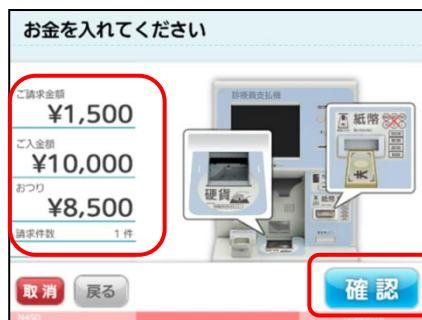 お金を入れてください
ご請求金額
¥1,500
ご入金額
¥10,000
おつり
¥8,500
請求件数 1件
診療費支払機
紙幣
硬貨
紙幣
取消
戻る
確認
N450